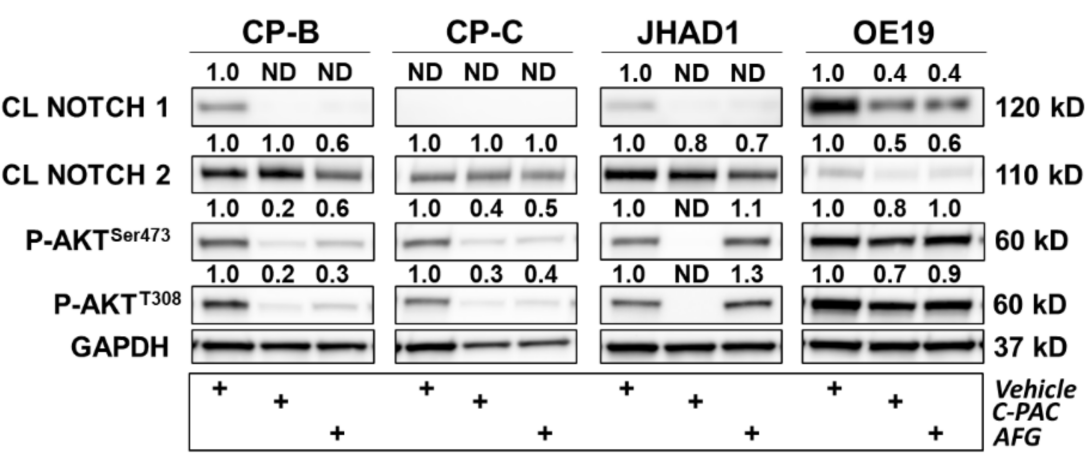 CP-B CP-C JHAD1 OE19
1.0 ND ND ND ND ND 1.0 ND ND 1.0 0.4 0.4
CL NOTCH 1 120 kD
1.0 1.0 0.6 1.0 1.0 1.0 1.0 0.8 0.7 1.0 0.5 0.6
CL NOTCH 2 110 kD
1.0 0.2 0.6 1.0 0.4 0.5 1.0 ND 1.1 1.0 0.8 1.0
P-AKTSer473 60 kD
1.0 0.2 0.3 1.0 0.3 0.4 1.0 ND 1.3 1.0 0.7 0.9
P-AKTT308 60 kD
GAPDH 37 kD
+ + + + Vehicle
+ + + + C-PAC
+ + + + AFG